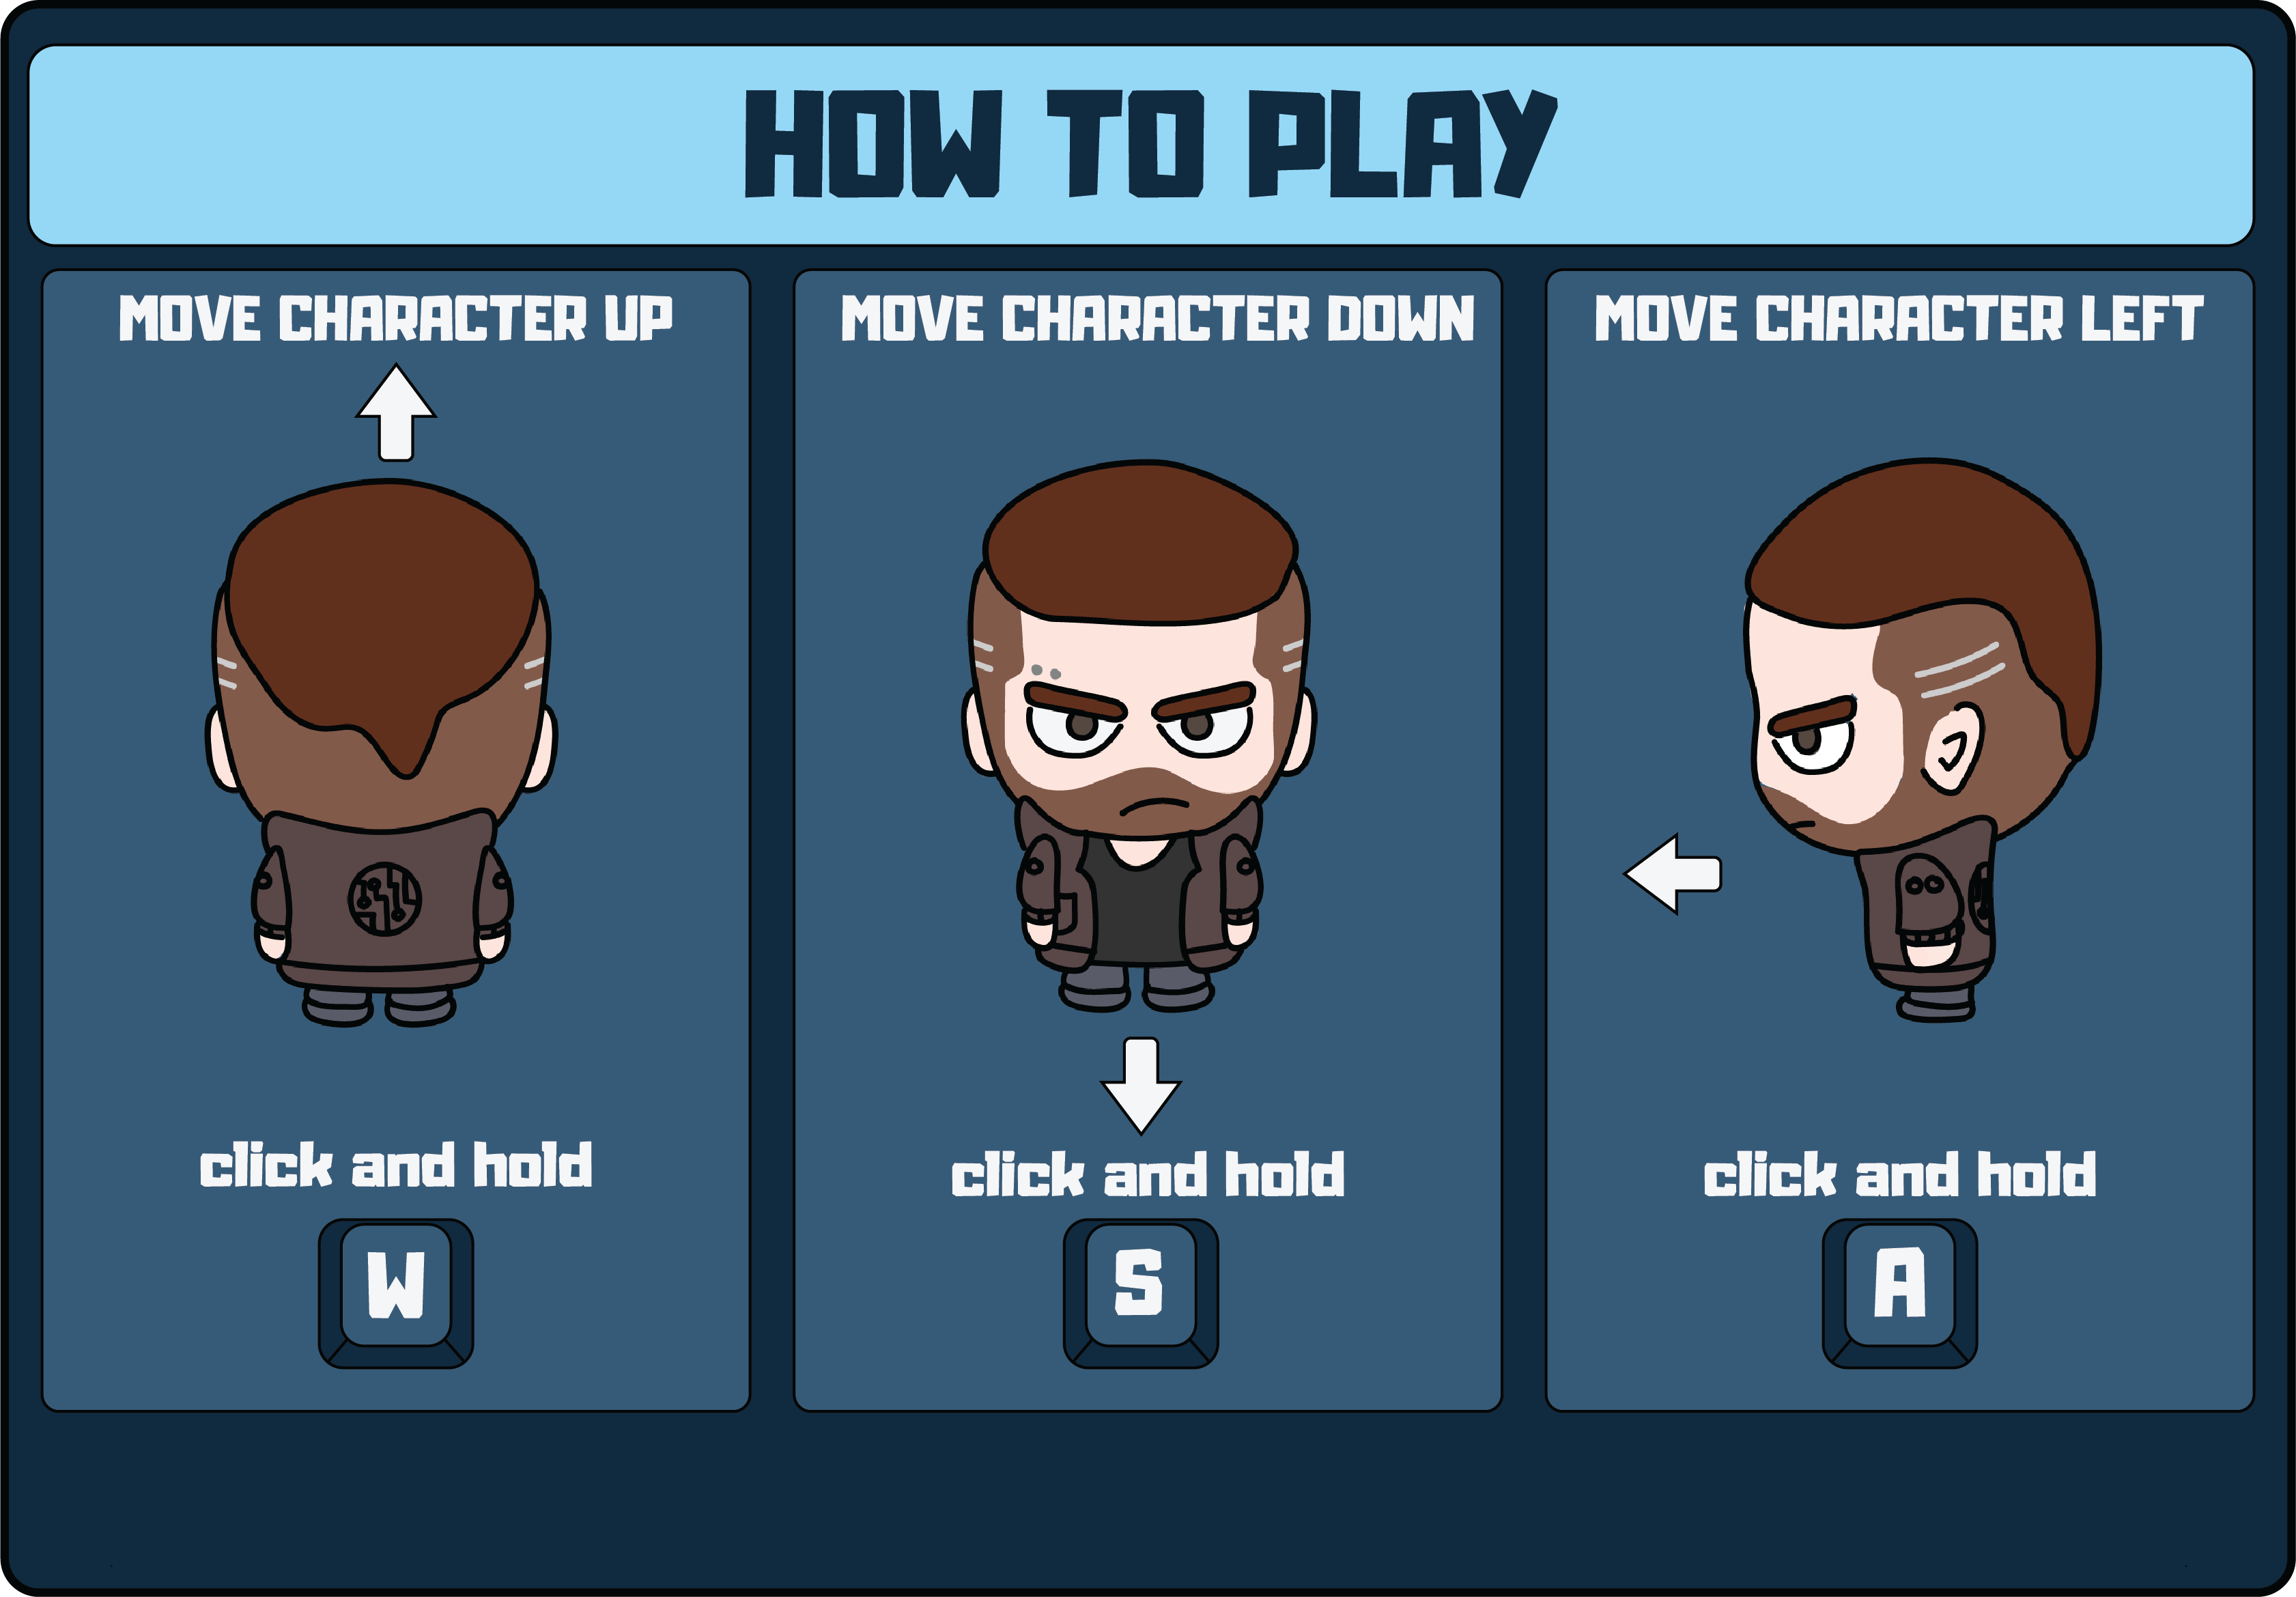 HOW TO PLAY
MOVE CHARACTER UP
click and hold
W
MOVE CHARACTER DOWN
click and hold
S
MOVE CHARACTER LEFT
click and hold
A